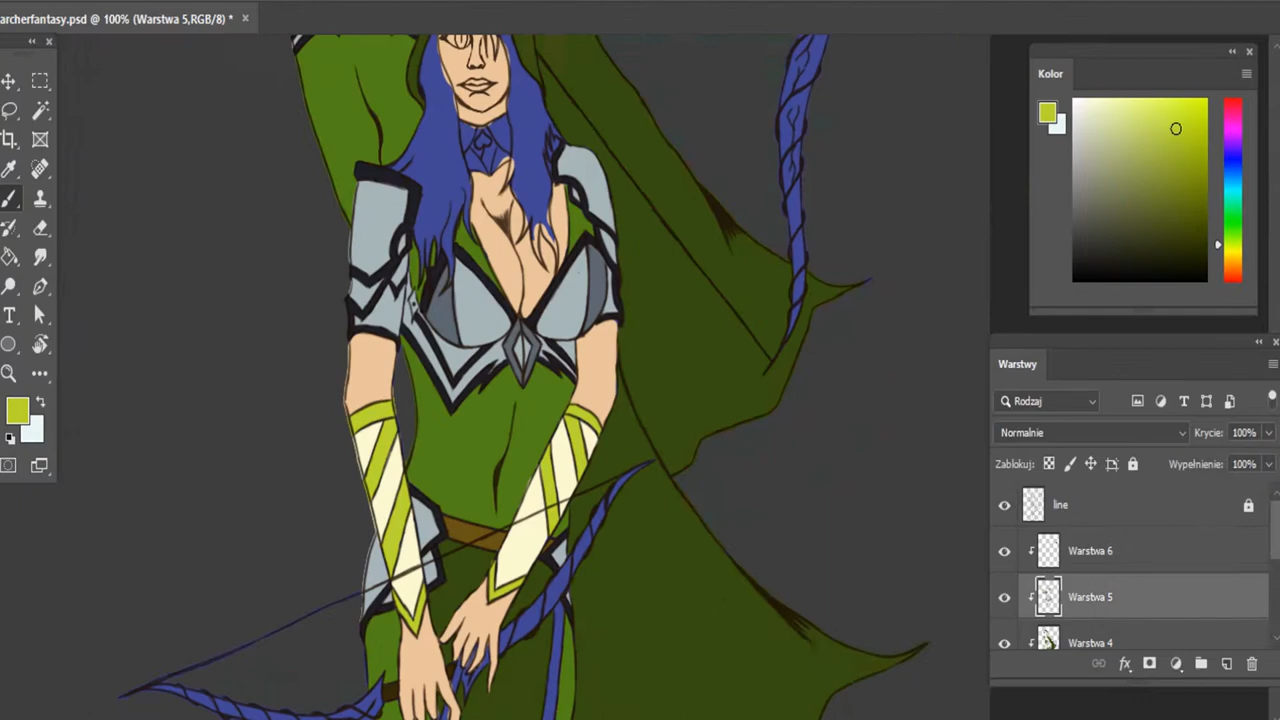 archerfantasy.psd @ 100% (Warstwa 5,RGB/8) *
Kolor
Warstwy
Rodzaj
Normalnie
Krycie: 100%
Zablokuj:
Wypełnienie: 100%
line
Warstwa 6
Warstwa 5
Warstwa 4
fx